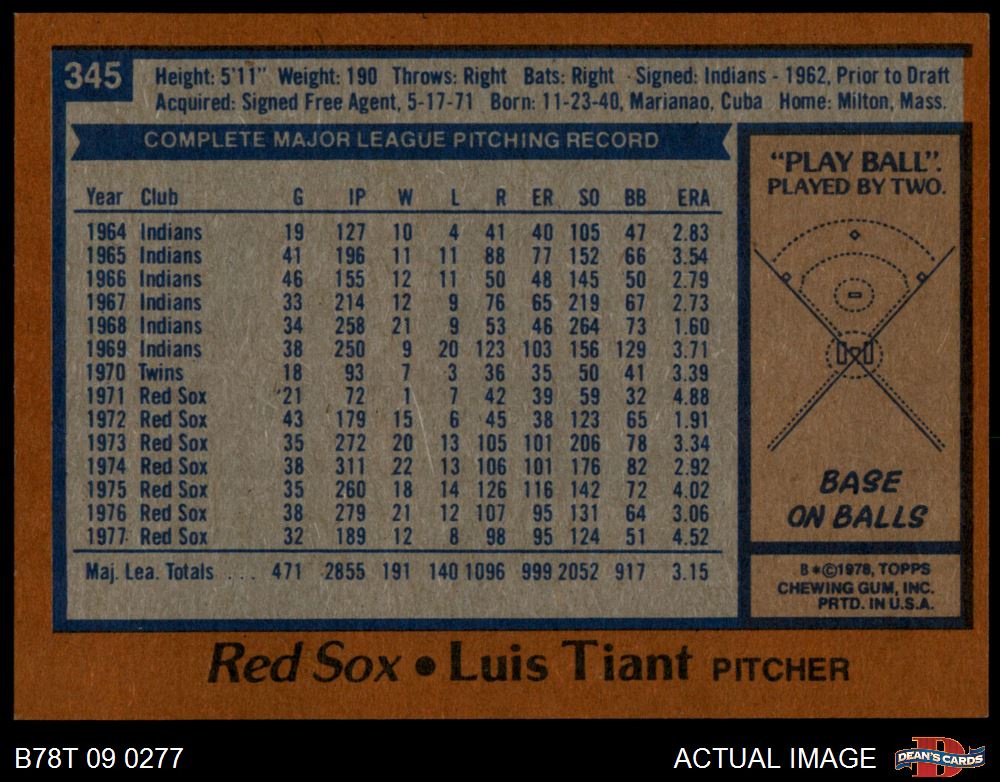 345
Height: 5'11" Weight: 190 Throws: Right Bats: Right · Signed: Indians - 1962, Prior to Draft
Acquired: Signed Free Agent, 5-17-71 Born: 11-23-40, Marianao, Cuba Home: Milton, Mass.
COMPLETE MAJOR LEAGUE PITCHING RECORD
Year Club G IP W L R ER SO BB ERA
1964 Indians 19 127 10 4 41 40 105 47 2.83
1965 Indians 41 196 11 11 88 77 152 66 3.54
1966 Indians 46 155 12 11 50 48 145 50 2.79
1967 Indians 33 214 12 9 76 65 219 67 2.73
1968 Indians 34 258 21 9 53 46 264 73 1.60
1969 Indians 38 250 9 20 123 103 156 129 3.71
1970 Twins 18 93 7 3 36 35 50 41 3.39
1971 Red Sox 21 72 1 7 42 39 59 32 4.88
1972 Red Sox 43 179 15 6 45 38 123 65 1.91
1973 Red Sox 35 272 20 13 105 101 206 78 3.34
1974 Red Sox 38 311 22 13 106 101 176 82 2.92
1975 Red Sox 35 260 18 14 126 116 142 72 4.02
1976 Red Sox 38 279 21 12 107 95 131 64 3.06
1977 Red Sox 32 189 12 8 98 95 124 51 4.52
Maj. Lea. Totals . . . 471 2855 191 140 1096 999 2052 917 3.15
"PLAY BALL".
PLAYED BY TWO.
BASE
ON BALLS
B*©1978, TOPPS
CHEWING GUM, INC.
PRTD. IN U.S.A.
Red Sox • Luis Tiant PITCHER
B78T 09 0277
ACTUAL IMAGE
D
DEAN'S CARDS